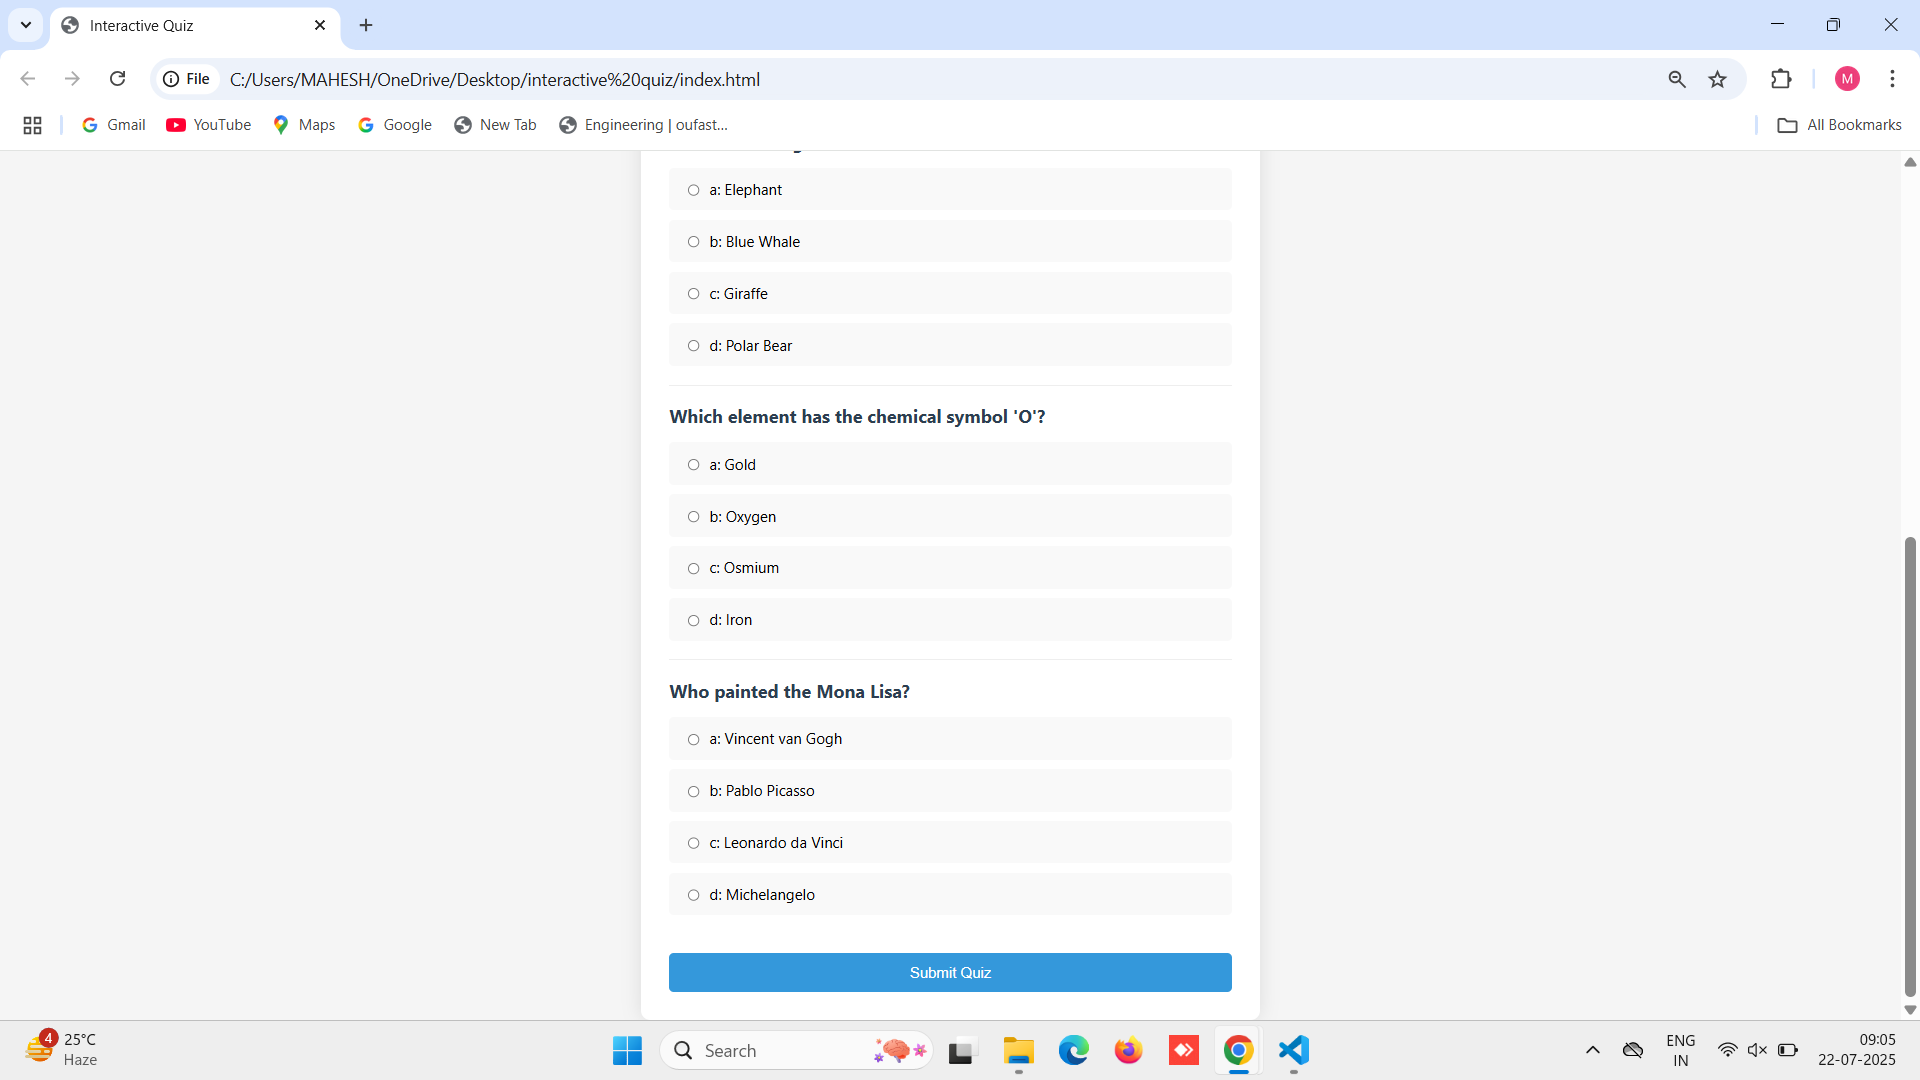 Interactive Quiz
File
C:/Users/MAHESH/OneDrive/Desktop/interactive%20quiz/index.html
M
Gmail
YouTube
Maps
Google
New Tab
Engineering | oufast...
All Bookmarks
a: Elephant
b: Blue Whale
c: Giraffe
d: Polar Bear
Which element has the chemical symbol 'O'?
a: Gold
b: Oxygen
c: Osmium
d: Iron
Who painted the Mona Lisa?
a: Vincent van Gogh
b: Pablo Picasso
c: Leonardo da Vinci
d: Michelangelo
Submit Quiz
4
25°C
Haze
Search
ENG
IN
09:05
22-07-2025